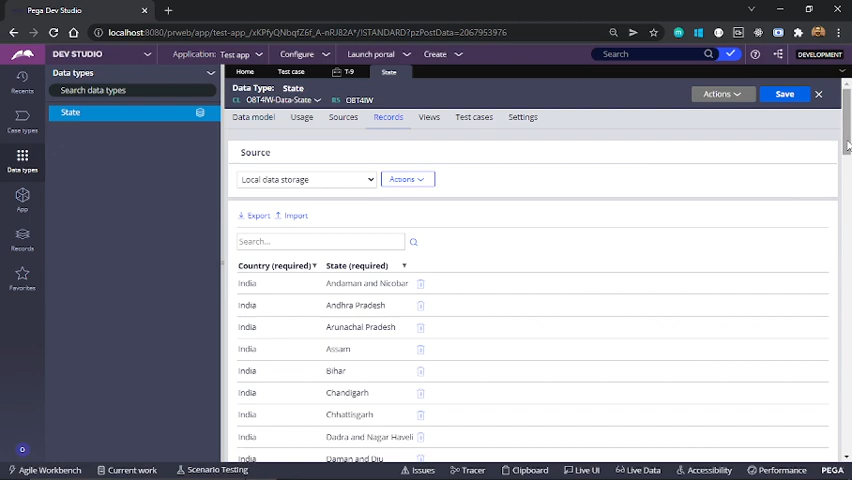 Pega Dev Studio
localhost:8080/prweb/app/test-app_/xKPfyQNbqfZ6f_A-nRJ82A*/!STANDARD?pzPostData=2067953976
DEV STUDIO
Application: Test app
Configure
Launch portal
Create
Search
DEVELOPMENT
Recents
Case types
Data types
App
Records
Favorites
O
Data types
Search data types
State
Home
Test case
T-9
State
Data Type: State
CL O8T4IW-Data-State
RS O8T4IW
Actions
Save
Data model
Usage
Sources
Records
Views
Test cases
Settings
Source
Local data storage
Actions
Export
Import
Search...
Country (required)
State (required)
India Andaman and Nicobar
India Andhra Pradesh
India Arunachal Pradesh
India Assam
India Bihar
India Chandigarh
India Chhattisgarh
India Dadra and Nagar Haveli
India Daman and Diu
Agile Workbench
Current work
Scenario Testing
Issues
Tracer
Clipboard
Live UI
Live Data
Accessibility
Performance
PEGA